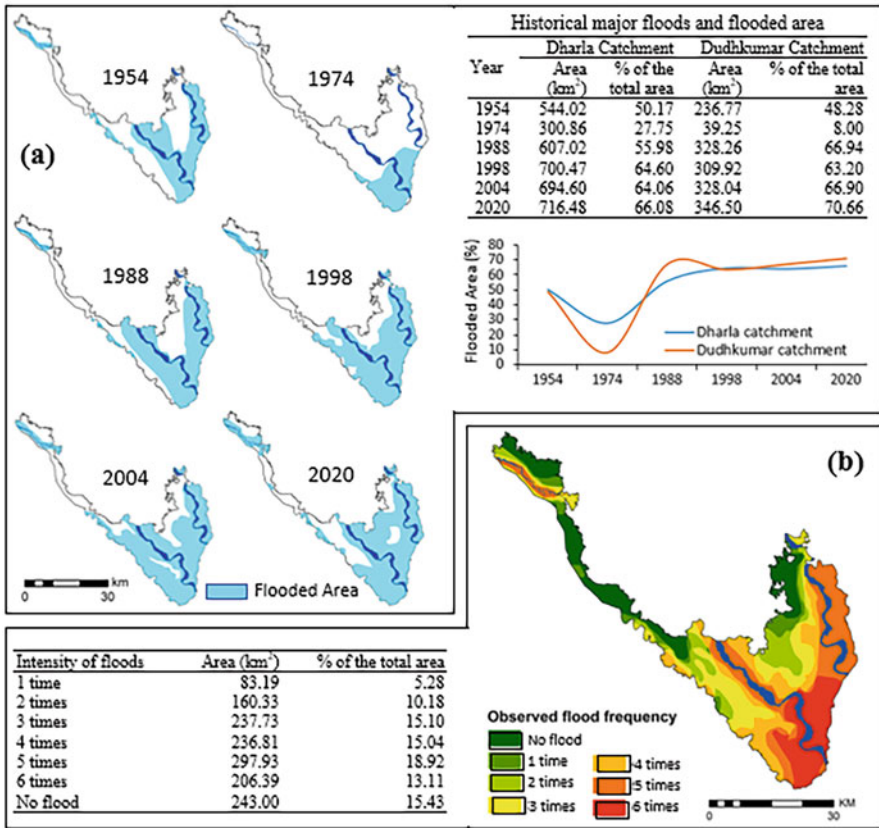 (a)
1954
1974
1988
1998
2004
2020
0 30
km
Flooded Area
Historical major floods and flooded area
Dharla Catchment Dudhkumar Catchment
Year Area (km²) % of the total area Area (km²) % of the total area
1954 544.02 50.17 236.77 48.28
1974 300.86 27.75 39.25 8.00
1988 607.02 55.98 328.26 66.94
1998 700.47 64.60 309.92 63.20
2004 694.60 64.06 328.04 66.90
2020 716.48 66.08 346.50 70.66
Flooded Area (%)
80
70
60
50
40
30
20
10
0
Dharla catchment
Dudhkumar catchment
1954 1974 1988 1998 2004 2020
(b)
Intensity of floods Area (km²) % of the total area
1 time 83.19 5.28
2 times 160.33 10.18
3 times 237.73 15.10
4 times 236.81 15.04
5 times 297.93 18.92
6 times 206.39 13.11
No flood 243.00 15.43
Observed flood frequency
No flood
1 time
2 times
3 times
4 times
5 times
6 times
0 30
KM